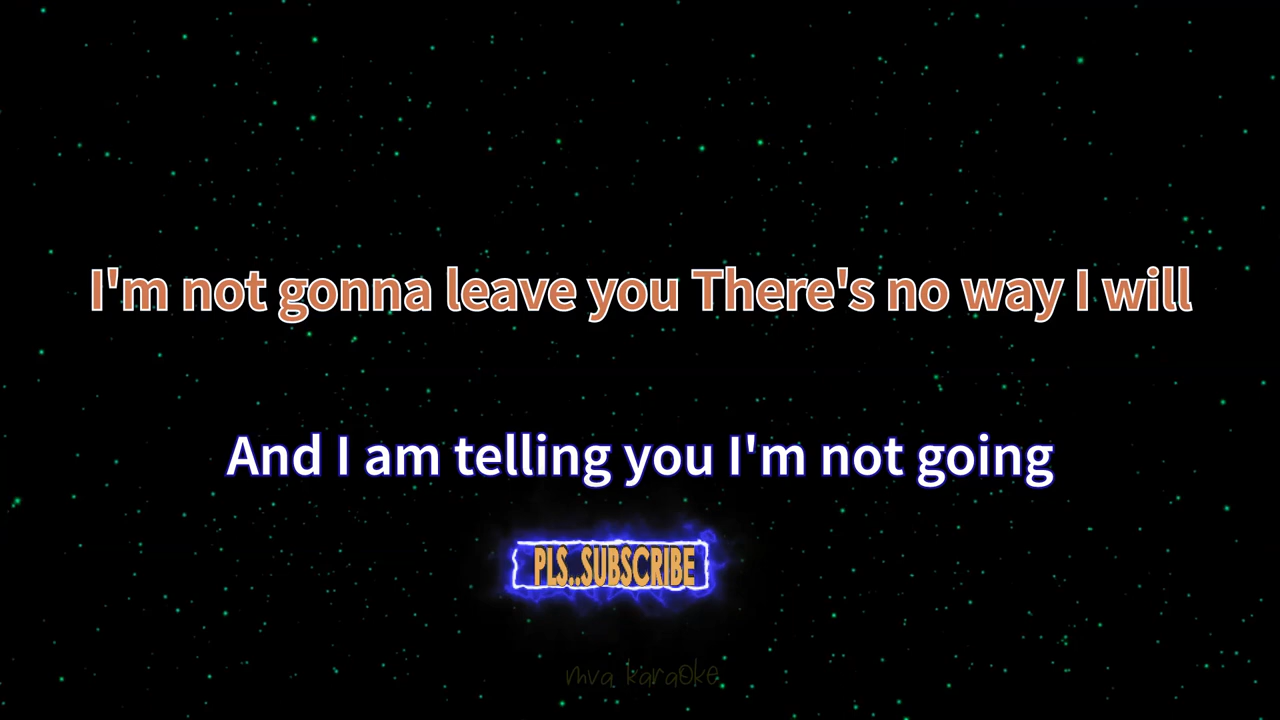 I'm not gonna leave you There's no way I will
And I am telling you I'm not going
PLS..SUBSCRIBE
mva karaoke